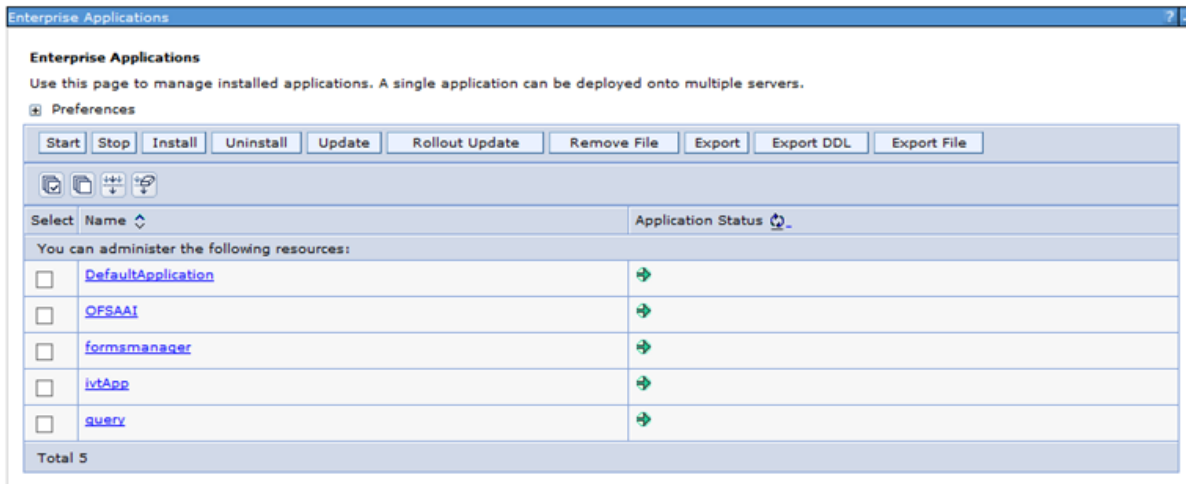 Enterprise Applications ?
Enterprise Applications
Use this page to manage installed applications. A single application can be deployed onto multiple servers.
Preferences
Start Stop Install Uninstall Update Rollout Update Remove File Export Export DDL Export File
Select Name Application Status
You can administer the following resources:
DefaultApplication
OFSAAI
formsmanager
ivtApp
query
Total 5